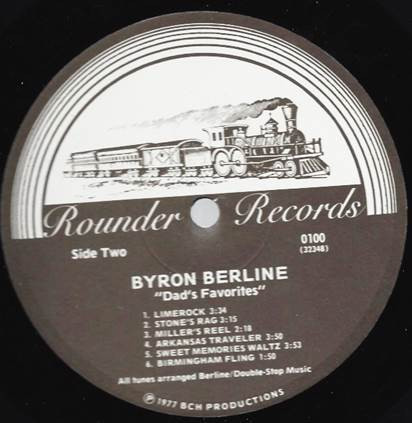 Rounder Records
Side Two
0100
(32348)
BYRON BERLINE
"Dad's Favorites"
1. LIMEROCK 3:34
2. STONE'S RAG 3:15
3. MILLER'S REEL 2:18
4. ARKANSAS TRAVELER 3:50
5. SWEET MEMORIES WALTZ 3:53
6. BIRMINGHAM FLING 1:50
All tunes arranged Berline/Double-Stop Music
℗ 1977 BCH PRODUCTIONS